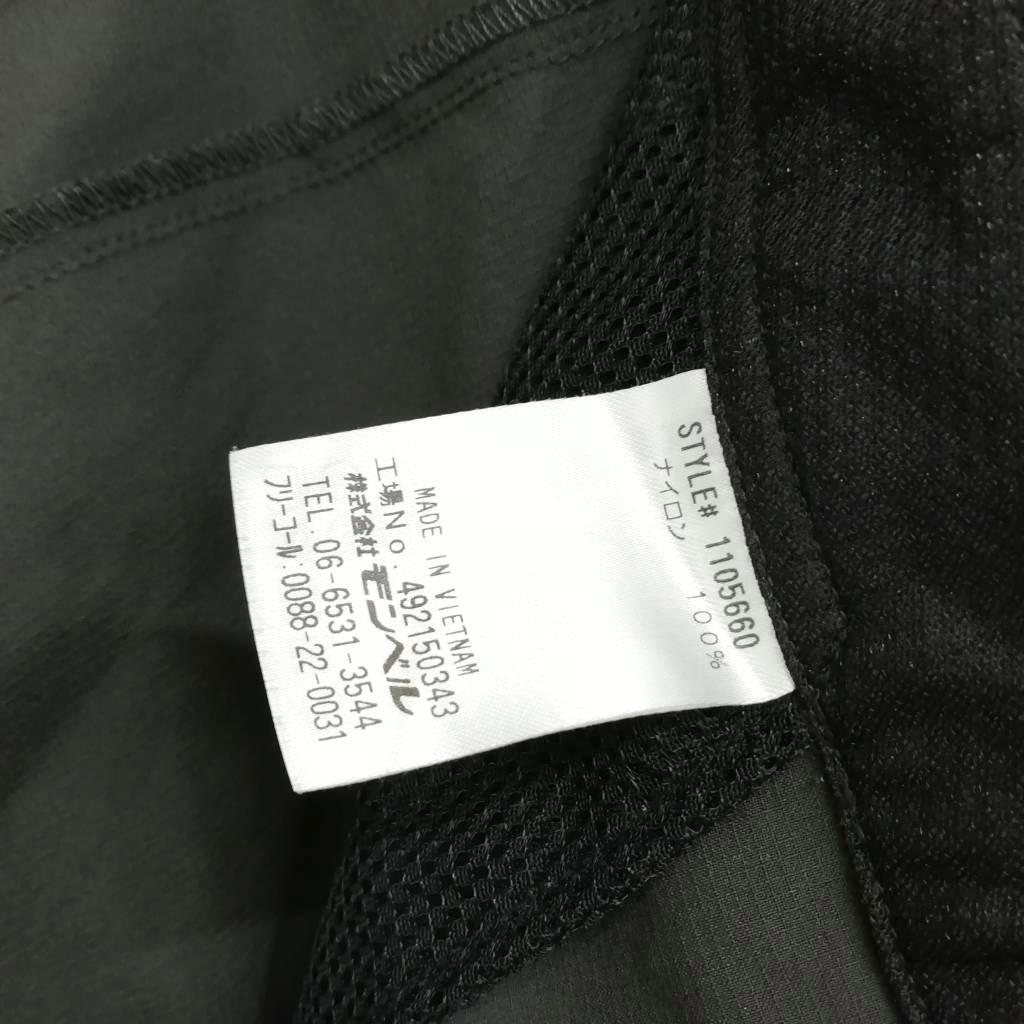 STYLE# 1105660
ナイロン 100%
MADE IN VIETNAM
工場No. 492150343
株式会社モンベル
TEL. 06-6531-3544
フリーコール:0088-22-0031